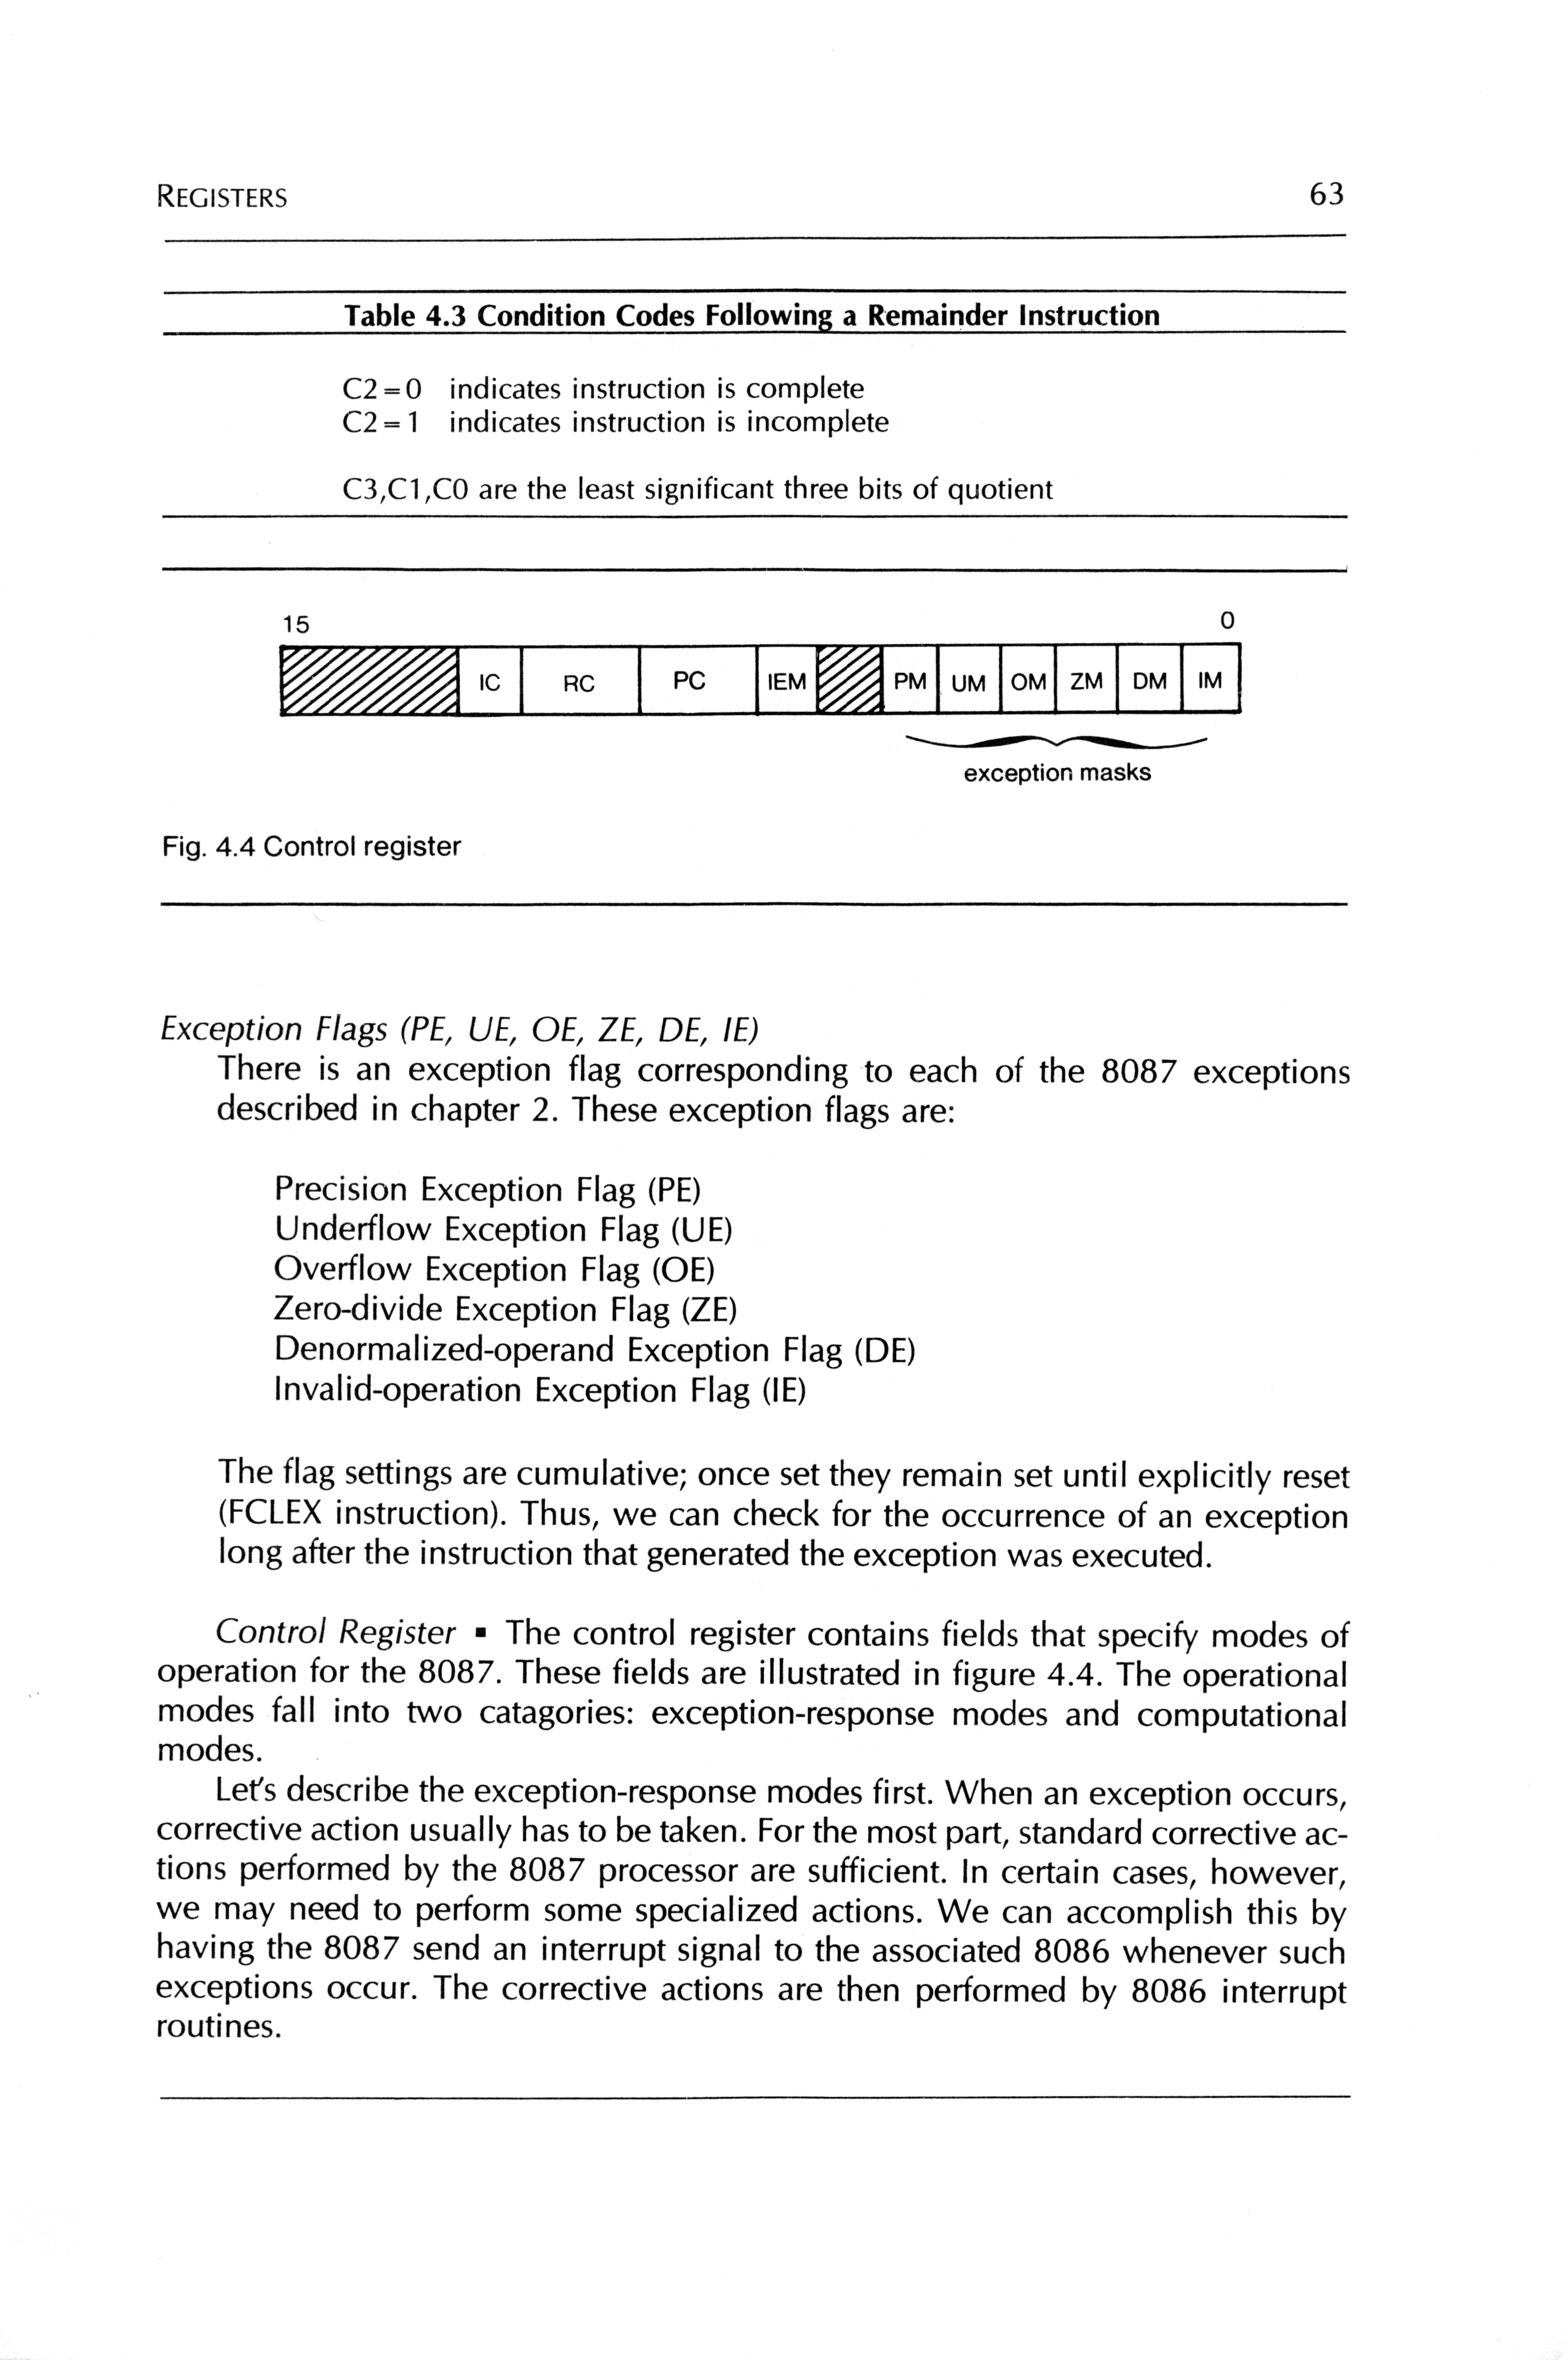 REGISTERS 63
Table 4.3 Condition Codes Following a Remainder Instruction
C2=0 indicates instruction is complete
C2=1 indicates instruction is incomplete
C3,C1,C0 are the least significant three bits of quotient
15 0
IC RC PC IEM PM UM OM ZM DM IM
exception masks
Fig. 4.4 Control register
Exception Flags (PE, UE, OE, ZE, DE, IE)
There is an exception flag corresponding to each of the 8087 exceptions
described in chapter 2. These exception flags are:
Precision Exception Flag (PE)
Underflow Exception Flag (UE)
Overflow Exception Flag (OE)
Zero-divide Exception Flag (ZE)
Denormalized-operand Exception Flag (DE)
Invalid-operation Exception Flag (IE)
The flag settings are cumulative; once set they remain set until explicitly reset
(FCLEX instruction). Thus, we can check for the occurrence of an exception
long after the instruction that generated the exception was executed.
Control Register ▪ The control register contains fields that specify modes of
operation for the 8087. These fields are illustrated in figure 4.4. The operational
modes fall into two catagories: exception-response modes and computational
modes.
Let's describe the exception-response modes first. When an exception occurs,
corrective action usually has to be taken. For the most part, standard corrective ac-
tions performed by the 8087 processor are sufficient. In certain cases, however,
we may need to perform some specialized actions. We can accomplish this by
having the 8087 send an interrupt signal to the associated 8086 whenever such
exceptions occur. The corrective actions are then performed by 8086 interrupt
routines.